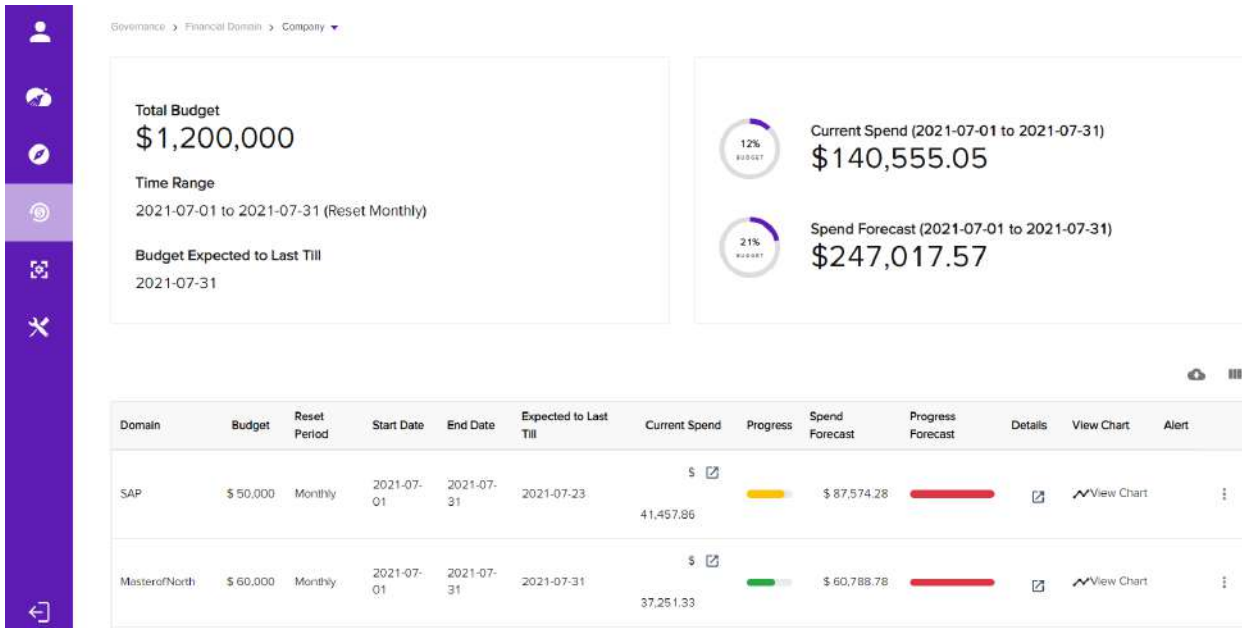 Governance > Financial Domain > Company
Total Budget
$1,200,000
Time Range
2021-07-01 to 2021-07-31 (Reset Monthly)
Budget Expected to Last Till
2021-07-31
12%
BUDGET
Current Spend (2021-07-01 to 2021-07-31)
$140,555.05
21%
BUDGET
Spend Forecast (2021-07-01 to 2021-07-31)
$247,017.57
Domain Budget Reset Period Start Date End Date Expected to Last Till Current Spend Progress Spend Forecast Progress Forecast Details View Chart Alert
SAP $ 50,000 Monthly 2021-07-01 2021-07-31 2021-07-23 $ 41,457.86 $ 87,574.28 View Chart
MasterofNorth $ 60,000 Monthly 2021-07-01 2021-07-31 2021-07-31 $ 37,251.33 $ 60,788.78 View Chart